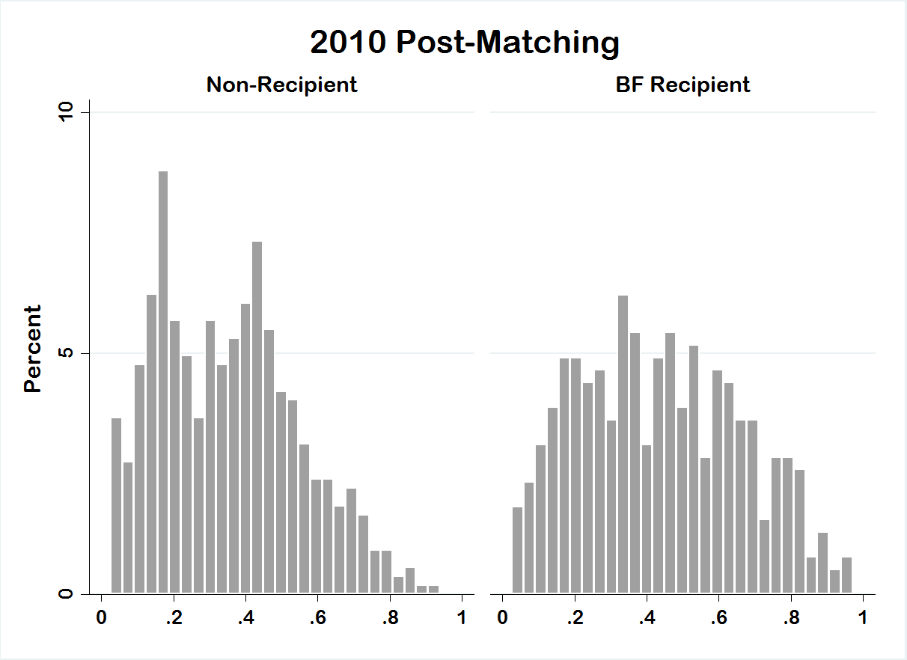 2010 Post-Matching
Non-Recipient
BF Recipient
Percent
10
5
0
0 .2 .4 .6 .8 1
0 .2 .4 .6 .8 1